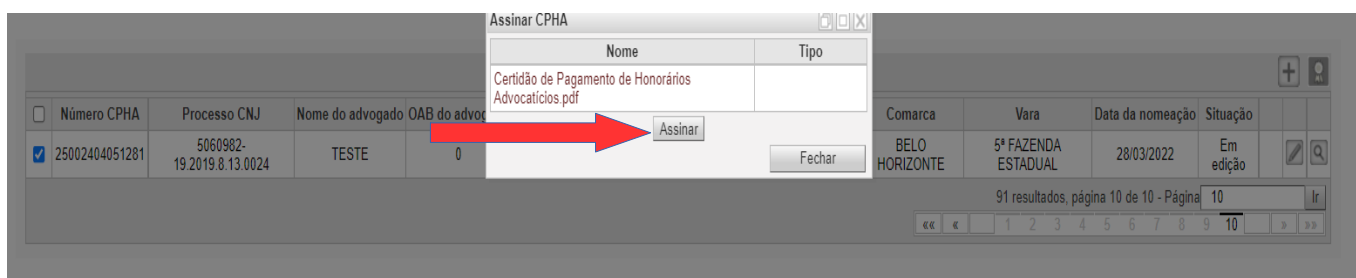 Assinar CPHA
Nome Tipo
Certidão de Pagamento de Honorários
Advocatícios.pdf
Assinar
Fechar
Número CPHA Processo CNJ Nome do advogado OAB do advog Comarca Vara Data da nomeação Situação
25002404051281 5060982-
19.2019.8.13.0024 TESTE 0 BELO
HORIZONTE 5ª FAZENDA
ESTADUAL 28/03/2022 Em
edição
91 resultados, página 10 de 10 - Página 10 Ir
«« « 1 2 3 4 5 6 7 8 9 10 » »»